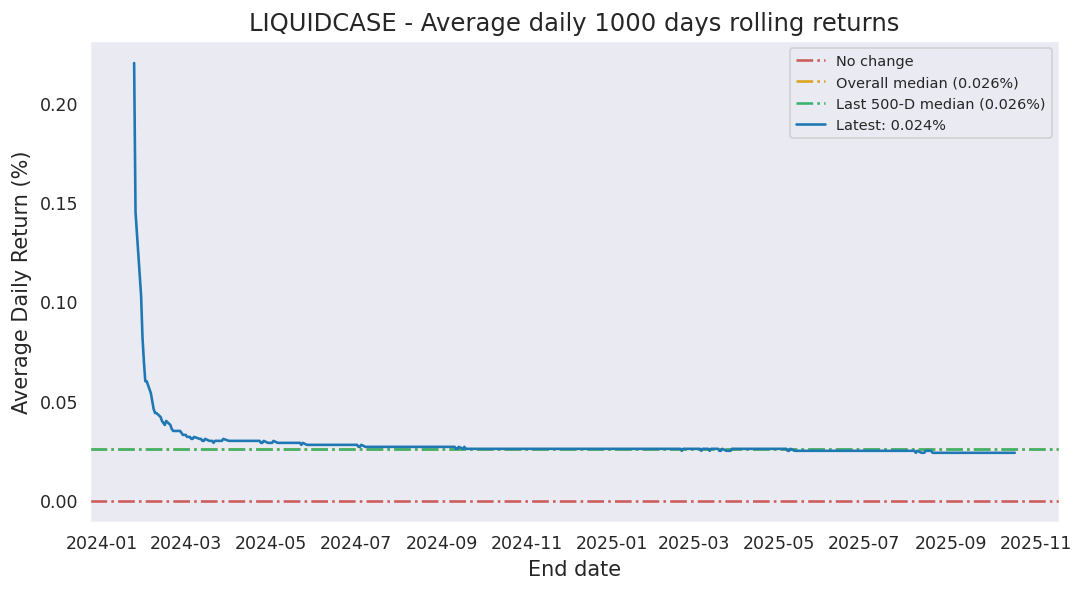 LIQUIDCASE - Average daily 1000 days rolling returns
No change
Overall median (0.026%)
Last 500-D median (0.026%)
Latest: 0.024%
Average Daily Return (%)
0.20
0.15
0.10
0.05
0.00
2024-01 2024-03 2024-05 2024-07 2024-09 2024-11 2025-01 2025-03 2025-05 2025-07 2025-09 2025-11
End date